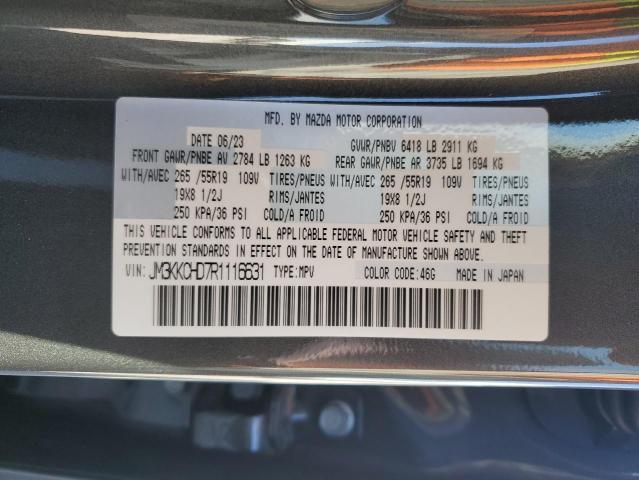 MFD. BY MAZDA MOTOR CORPORATION
DATE 06/23 GVWR/PNBV 6418 LB 2911 KG
FRONT GAWR/PNBE AV 2784 LB 1263 KG REAR GAWR/PNBE AR 3735 LB 1694 KG
WITH/AVEC 265 /55R19 109V TIRES/PNEUS WITH/AVEC 265 /55R19 109V TIRES/PNEUS
19X8 1/2J RIMS/JANTES 19X8 1/2J RIMS/JANTES
250 KPA/36 PSI COLD/A FROID 250 KPA/36 PSI COLD/A FROID
THIS VEHICLE CONFORMS TO ALL APPLICABLE FEDERAL MOTOR VEHICLE SAFETY AND THEFT
PREVENTION STANDARDS IN EFFECT ON THE DATE OF MANUFACTURE SHOWN ABOVE.
VIN: JM3KKCHD7R1116631 TYPE:MPV COLOR CODE:46G MADE IN JAPAN